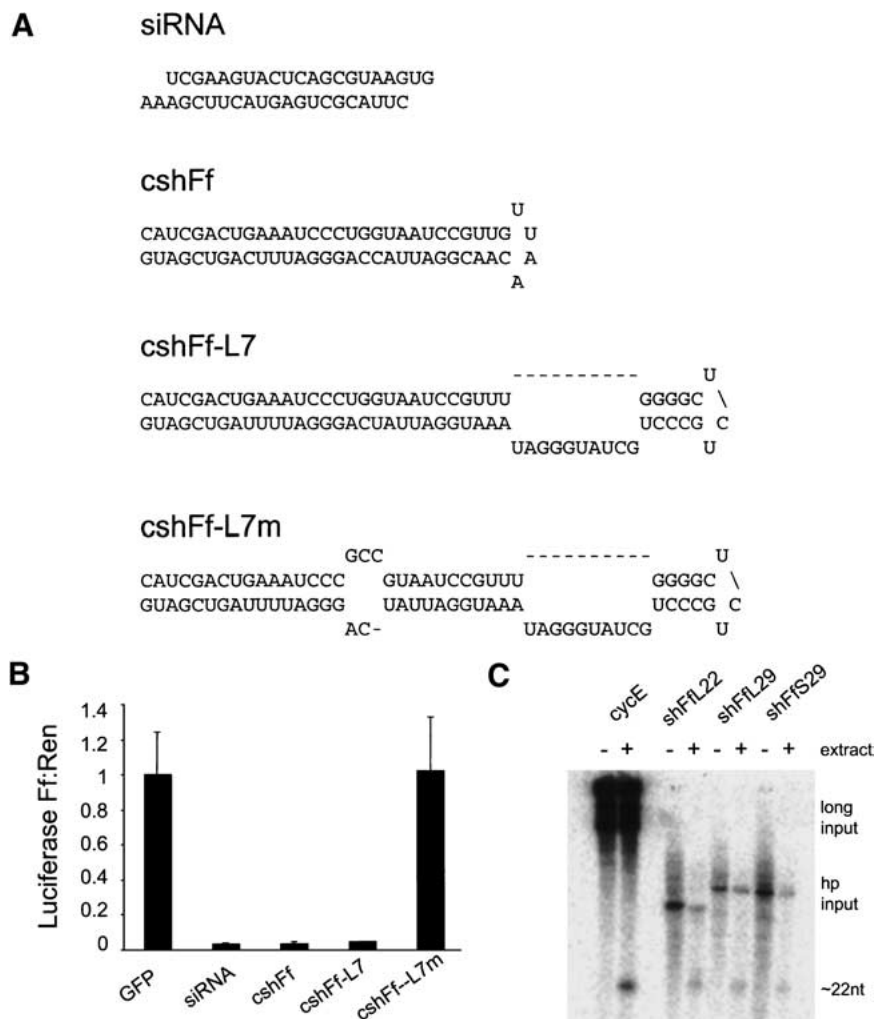 A
siRNA
UCGAAGUACUCAGCGUAAGUG
AAAGCUUCAUGAGUCGCAUUC
cshFf
U
CAUCGACUGAAAUCCCUGGUAAUCCGUUG U
GUAGCUGACUUUAGGGACCAUUAGGCAAC A
A
cshFf-L7
---------- U
CAUCGACUGAAAUCCCUGGUAAUCCGUUU GGGGC \
GUAGCUGAUUUUAGGGACUAUUAGGUAAA UCCCG C
UAGGGUAUCG U
cshFf-L7m
GCC ---------- U
CAUCGACUGAAAUCCC GUAAUCCGUUU GGGGC \
GUAGCUGAUUUUAGGG UAUUAGGUAAA UCCCG C
AC- UAGGGUAUCG U
B
Luciferase Ff:Ren
1.4
1.2
1
0.8
0.6
0.4
0.2
0
GFP
siRNA
cshFf
cshFf-L7
cshFf--L7m
C
cycE shFfL22 shFfL29 shFfS29
- + - + - + - + extract
long
input
hp
input
~22nt